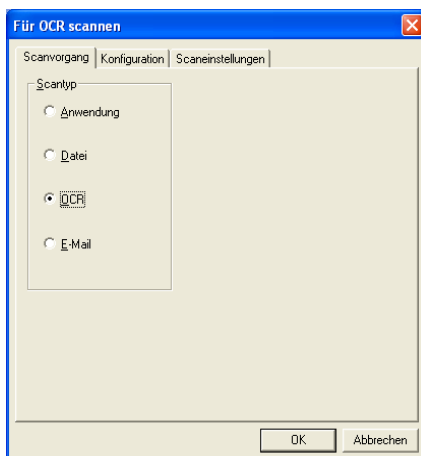 Für OCR scannen
Scanvorgang Konfiguration Scaneinstellungen
Scantyp
Anwendung
Datei
OCR
E-Mail
OK Abbrechen